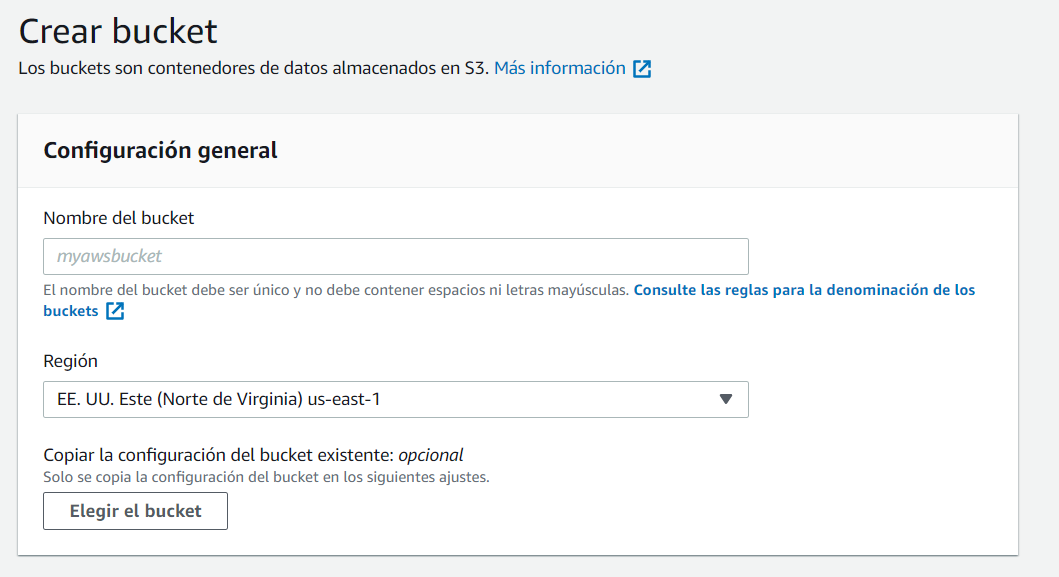 Crear bucket
Los buckets son contenedores de datos almacenados en S3. Más información
Configuración general
Nombre del bucket
myawsbucket
El nombre del bucket debe ser único y no debe contener espacios ni letras mayúsculas. Consulte las reglas para la denominación de los
buckets
Región
EE. UU. Este (Norte de Virginia) us-east-1
Copiar la configuración del bucket existente: opcional
Solo se copia la configuración del bucket en los siguientes ajustes.
Elegir el bucket